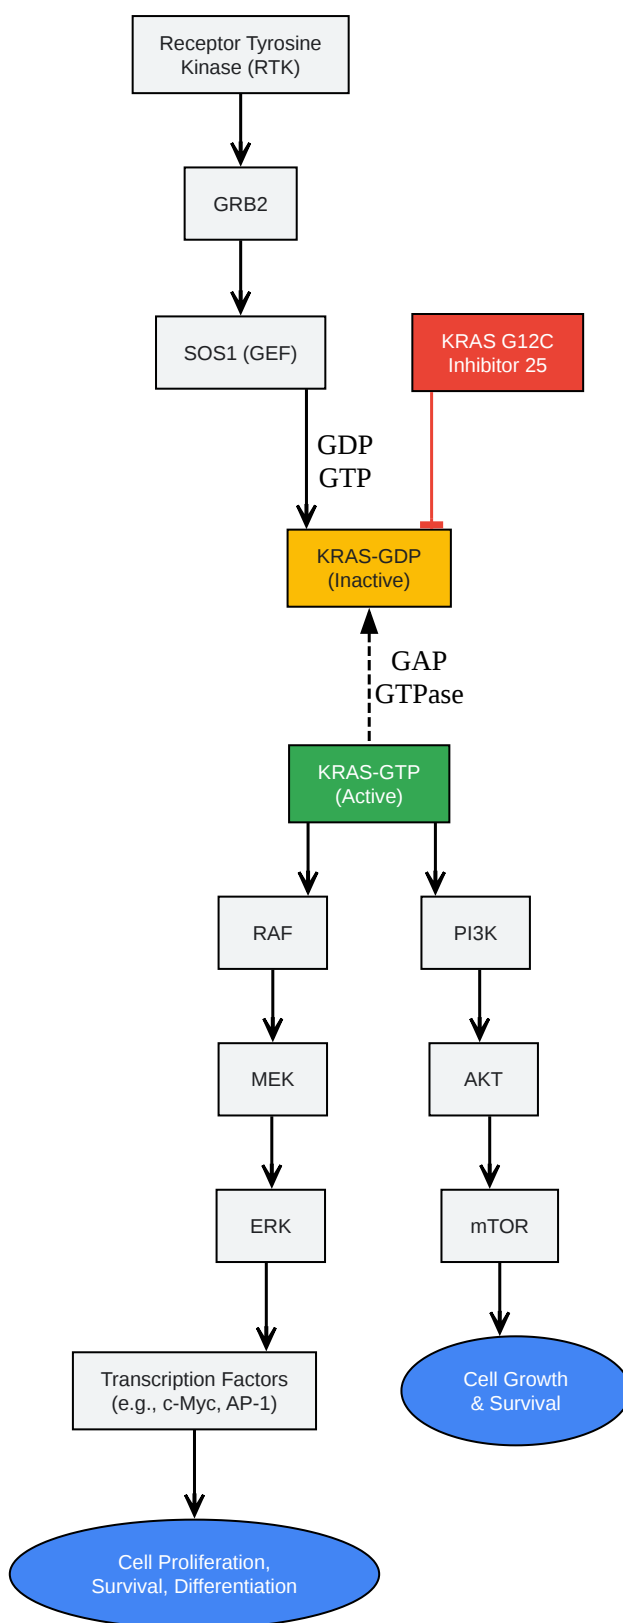 Receptor Tyrosine
Kinase (RTK)
GRB2
SOS1 (GEF)
KRAS G12C
Inhibitor 25
GDP
GTP
KRAS-GDP
(Inactive)
GAP
GTPase
KRAS-GTP
(Active)
RAF
PI3K
MEK
AKT
ERK
mTOR
Transcription Factors
(e.g., c-Myc, AP-1)
Cell Growth
& Survival
Cell Proliferation,
Survival, Differentiation